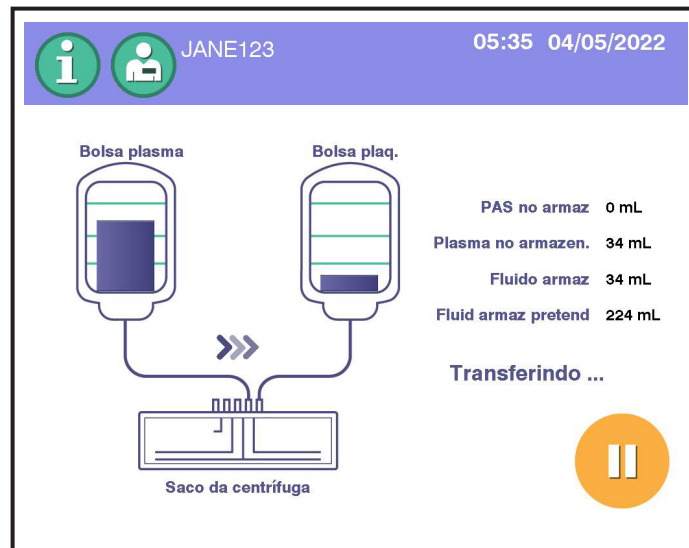 JANE123
05:35 04/05/2022
Bolsa plasma
Bolsa plaq.
PAS no armaz 0 mL
Plasma no armazen. 34 mL
Fluido armaz 34 mL
Fluid armaz pretend 224 mL
Transferindo ...
Saco da centrífuga